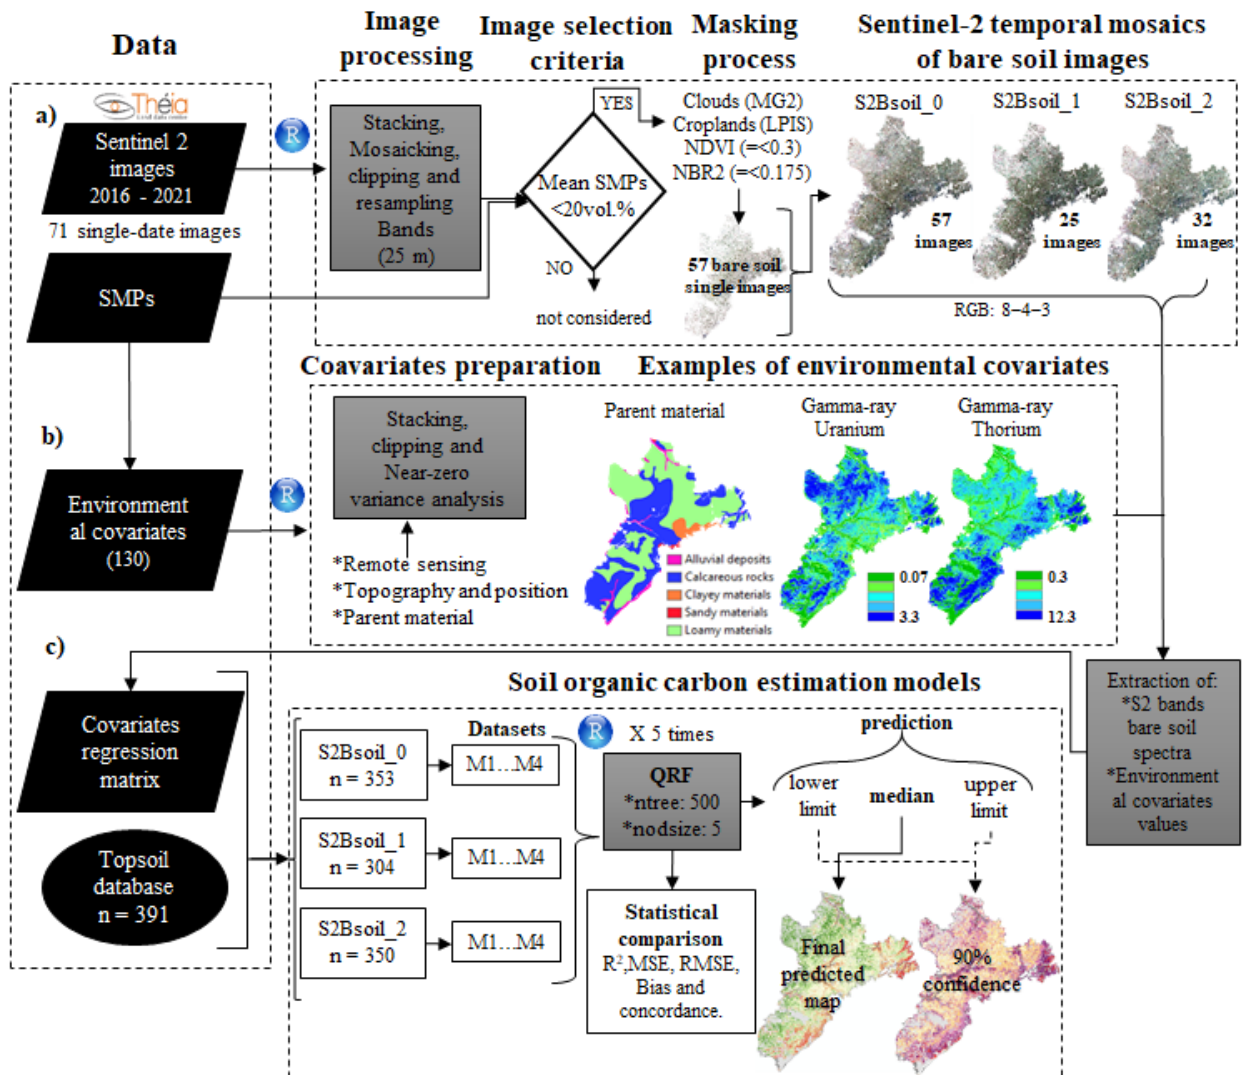 Data
Image
processing
Image selection
criteria
Masking
process
Sentinel-2 temporal mosaics
of bare soil images
a)
Théia
Sentinel 2
images
2016 - 2021
71 single-date images
SMPs
R
Stacking,
Mosaicking,
clipping and
resampling
Bands
(25 m)
YES
Mean SMPs
<20vol.%
NO
not considered
Clouds (MG2)
Croplands (LPIS)
NDVI (=<0.3)
NBR2 (=<0.175)
57 bare soil
single images
S2Bsoil_0
S2Bsoil_1
S2Bsoil_2
57
images
25
images
32
images
RGB: 8–4–3
Coavariates preparation
Examples of environmental covariates
b)
Environment
al covariates
(130)
R
Stacking,
clipping and
Near-zero
variance analysis
*Remote sensing
*Topography and position
*Parent material
Parent material
Alluvial deposits
Calcareous rocks
Clayey materials
Sandy materials
Loamy materials
Gamma-ray
Uranium
0.07
3.3
Gamma-ray
Thorium
0.3
12.3
Extraction of:
*S2 bands
bare soil
spectra
*Environment
al covariates
values
c)
Covariates
regression
matrix
Topsoil
database
n = 391
Soil organic carbon estimation models
S2Bsoil_0
n = 353
S2Bsoil_1
n = 304
S2Bsoil_2
n = 350
Datasets
M1...M4
M1...M4
M1...M4
R
X 5 times
QRF
*ntree: 500
*nodsize: 5
Statistical
comparison
R²,MSE, RMSE,
Bias and
concordance.
prediction
lower
limit
median
upper
limit
Final
predicted
map
90%
confidence